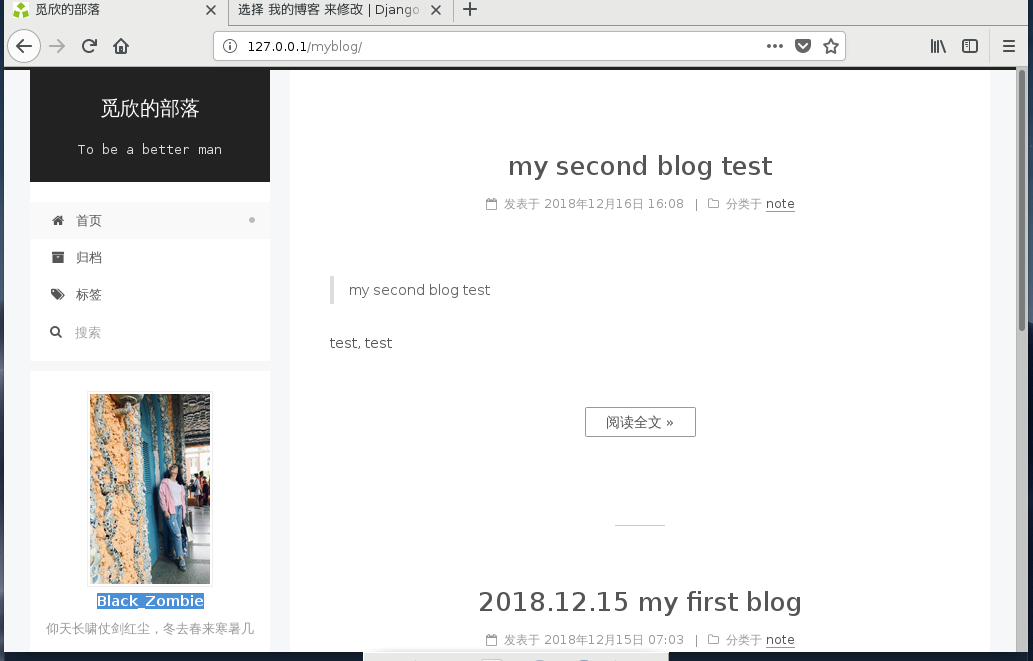 觅欣的部落
选择 我的博客 来修改 | Django
127.0.0.1/myblog/
觅欣的部落
To be a better man
首页
归档
标签
搜索
Black_Zombie
仰天长啸仗剑红尘，冬去春来寒暑几
my second blog test
发表于 2018年12月16日 16:08 | 分类于 note
my second blog test
test, test
阅读全文 »
2018.12.15 my first blog
发表于 2018年12月15日 07:03 | 分类于 note